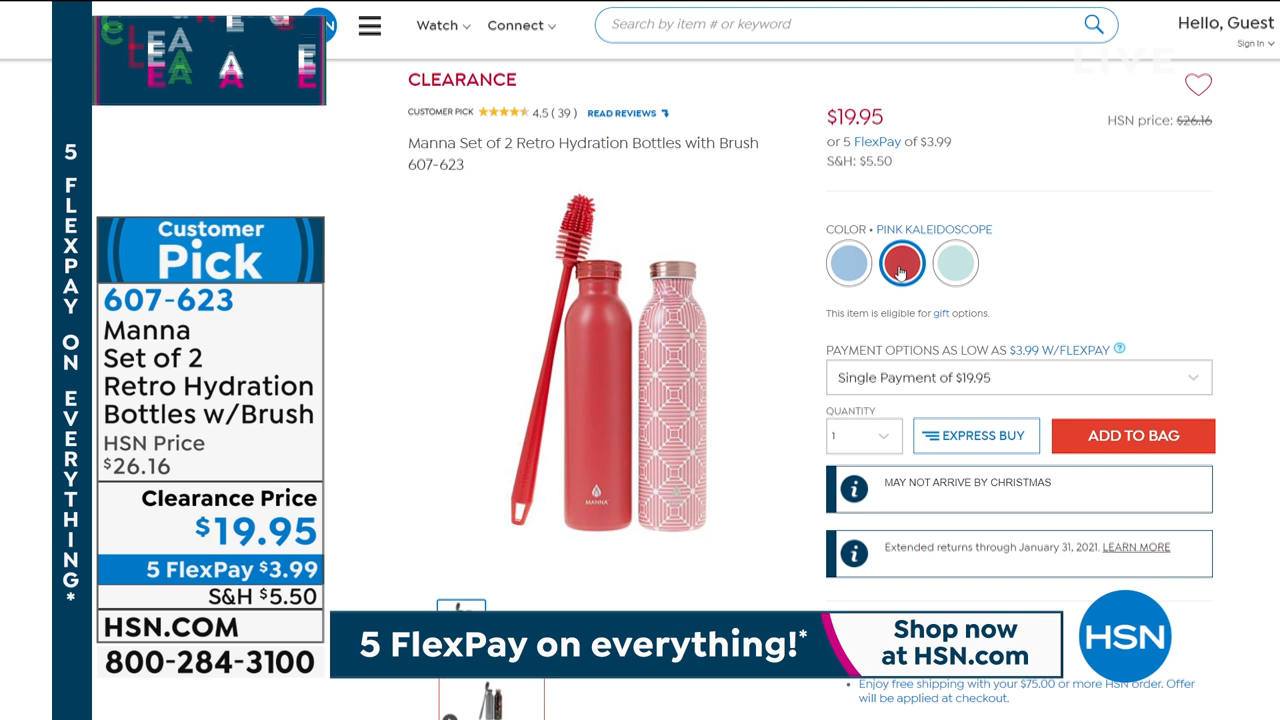 5 FLEXPAY ON EVERYTHING*
Watch
Connect
Search by item # or keyword
Hello, Guest
Sign In
LIVE
CLEARANCE
CUSTOMER PICK 4.5 ( 39 ) READ REVIEWS
Manna Set of 2 Retro Hydration Bottles with Brush
607-623
$19.95
HSN price: $26.16
or 5 FlexPay of $3.99
S&H: $5.50
COLOR • PINK KALEIDOSCOPE
This item is eligible for gift options.
PAYMENT OPTIONS AS LOW AS $3.99 W/FLEXPAY ?
Single Payment of $19.95
QUANTITY
1
EXPRESS BUY
ADD TO BAG
i MAY NOT ARRIVE BY CHRISTMAS
i Extended returns through January 31, 2021. LEARN MORE
MANNA
Customer
Pick
607-623
Manna
Set of 2
Retro Hydration
Bottles w/Brush
HSN Price
$26.16
Clearance Price
$19.95
5 FlexPay $3.99
S&H $5.50
HSN.COM
800-284-3100
5 FlexPay on everything!*
Shop now
at HSN.com
HSN
• Enjoy free shipping with your $75.00 or more HSN order. Offer
will be applied at checkout.